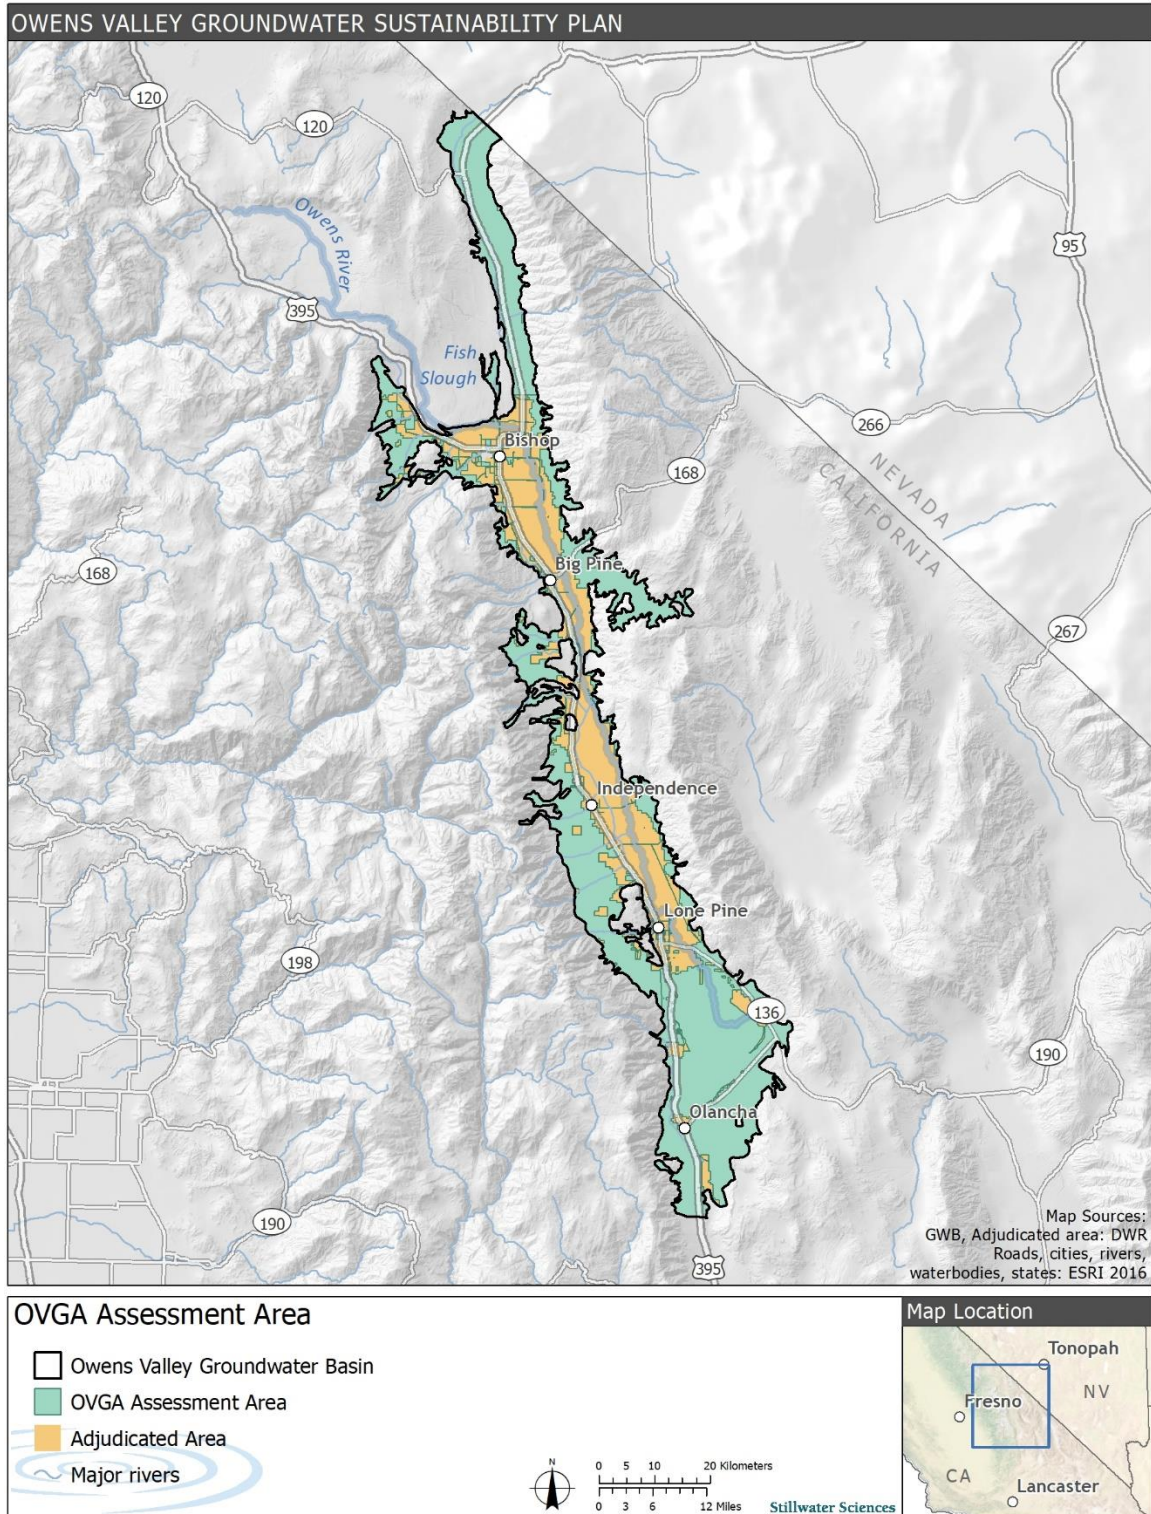 OWENS VALLEY GROUNDWATER SUSTAINABILITY PLAN
120
120
Owens
River
95
395
Fish
Slough
266
Bishop
NEVADA
CALIFORNIA
168
168
Big Pine
267
Independence
Lone Pine
198
136
190
Olancha
190
395
Map Sources:
GWB, Adjudicated area: DWR
Roads, cities, rivers,
waterbodies, states: ESRI 2016
OVGA Assessment Area
Owens Valley Groundwater Basin
OVGA Assessment Area
Adjudicated Area
Major rivers
N
0 5 10 20 Kilometers
0 3 6 12 Miles
Stillwater Sciences
Map Location
Tonopah
NV
Fresno
CA
Lancaster